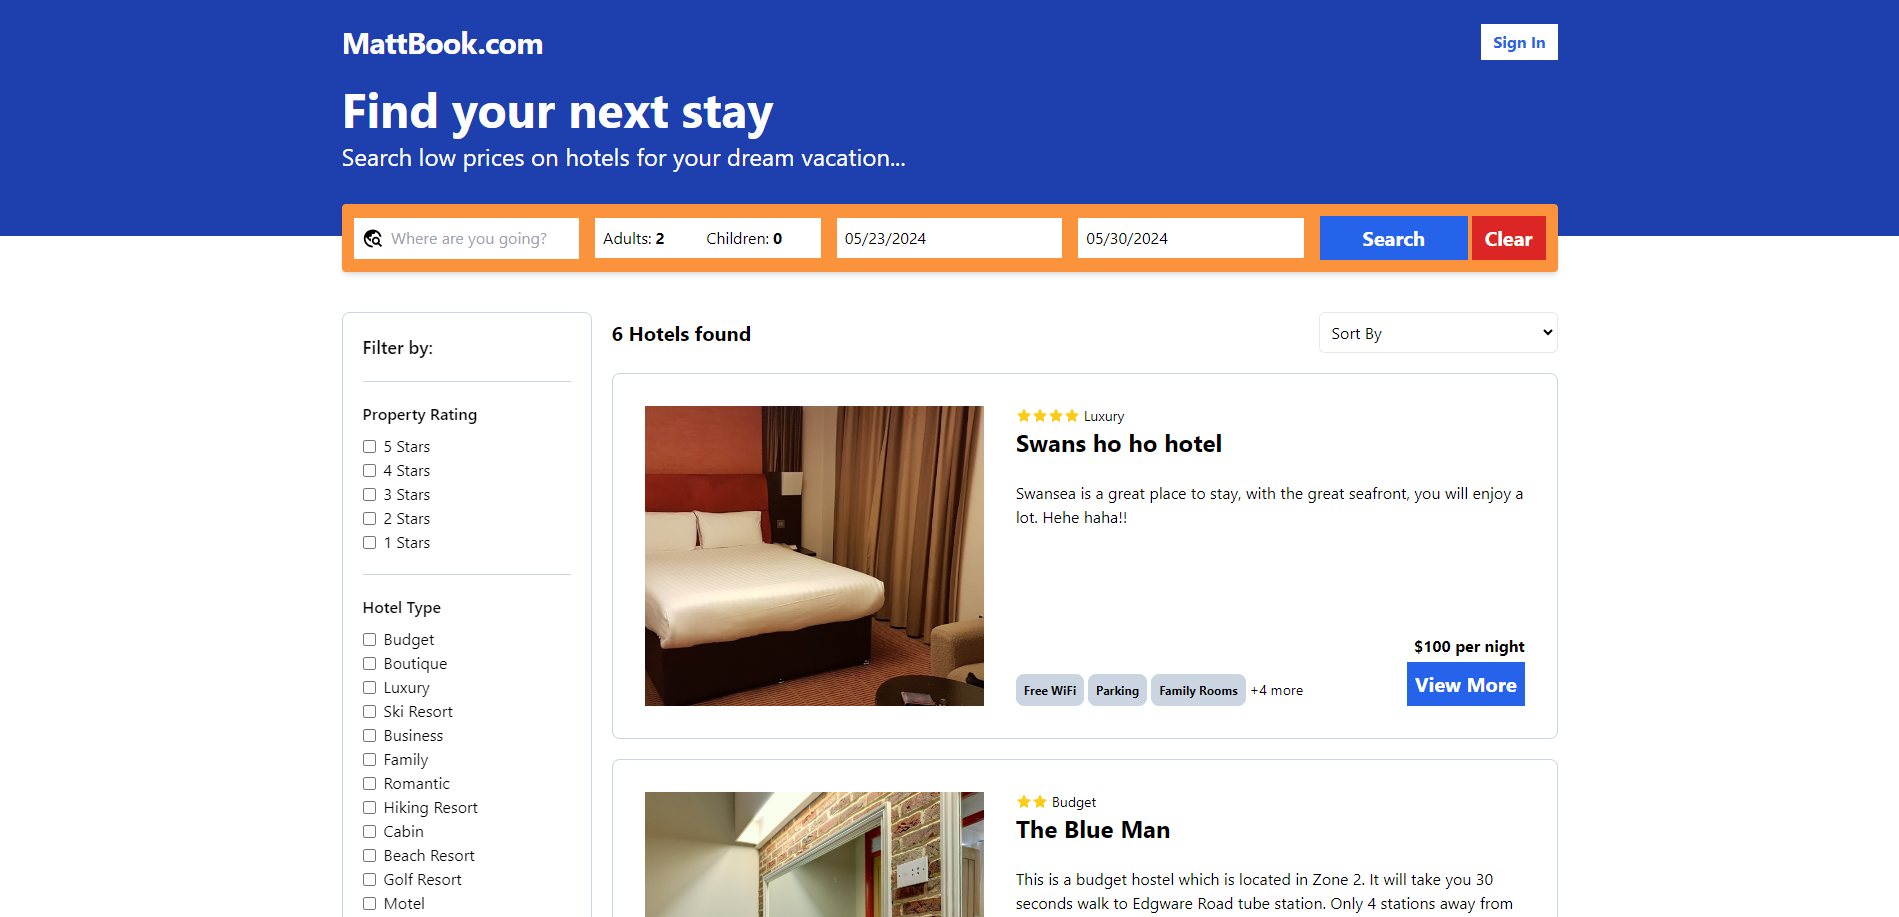 MattBook.com
Sign In
Find your next stay
Search low prices on hotels for your dream vacation...
Where are you going?
Adults: 2
Children: 0
05/23/2024
05/30/2024
Search
Clear
Filter by:
Property Rating
5 Stars
4 Stars
3 Stars
2 Stars
1 Stars
Hotel Type
Budget
Boutique
Luxury
Ski Resort
Business
Family
Romantic
Hiking Resort
Cabin
Beach Resort
Golf Resort
Motel
6 Hotels found
Sort By
Luxury
Swans ho ho hotel
Swansea is a great place to stay, with the great seafront, you will enjoy a
lot. Hehe haha!!
$100 per night
Free WiFi
Parking
Family Rooms
+4 more
View More
Budget
The Blue Man
This is a budget hostel which is located in Zone 2. It will take you 30
seconds walk to Edgware Road tube station. Only 4 stations away from